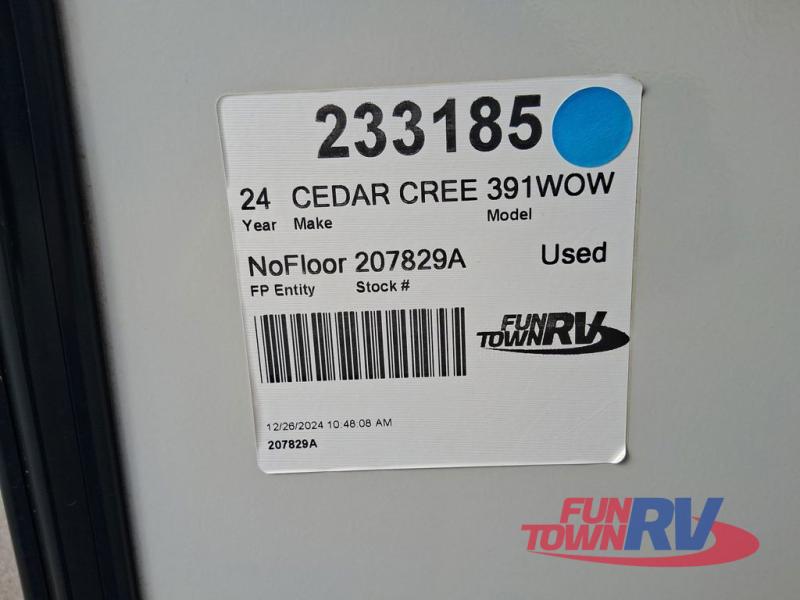 233185
24 CEDAR CREE 391WOW
Year Make Model
NoFloor 207829A Used
FP Entity Stock #
FUN TOWN RV
12/26/2024 10:48:08 AM
207829A
FUN TOWN RV